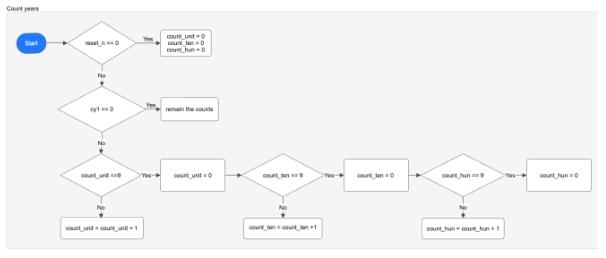 Count years
Start
reset_n == 0
Yes
count_unit = 0
count_ten = 0
count_hun = 0
No
cy1 == 0
Yes
remain the counts
No
count_unit ==9
Yes
count_unit = 0
count_ten == 9
Yes
count_ten = 0
count_hun == 9
Yes
count_hun = 0
No
No
No
count_unit = count_unit + 1
count_ten = count_ten +1
count_hun = count_hun + 1